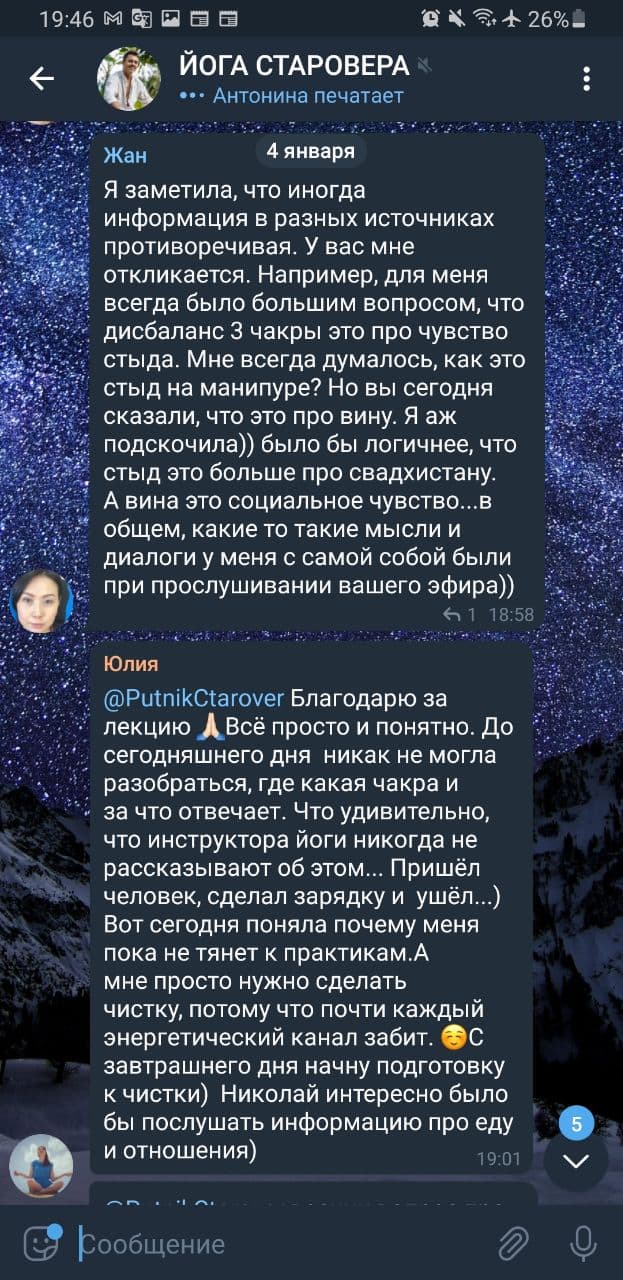 19:46 26%
ЙОГА СТАРОВЕРА
Антонина печатает
4 января
Жан
Я заметила, что иногда
информация в разных источниках
противоречивая. У вас мне
откликается. Например, для меня
всегда было большим вопросом, что
дисбаланс 3 чакры это про чувство
стыда. Мне всегда думалось, как это
стыд на манипуре? Но вы сегодня
сказали, что это про вину. Я аж
подскочила)) было бы логичнее, что
стыд это больше про свадхистану.
А вина это социальное чувство...в
общем, какие то такие мысли и
диалоги у меня с самой собой были
при прослушивании вашего эфира))
1 18:58
Юлия
@PutnikCtarover Благодарю за
лекцию 🙏🏻Всё просто и понятно. До
сегодняшнего дня никак не могла
разобраться, где какая чакра и
за что отвечает. Что удивительно,
что инструктора йоги никогда не
рассказывают об этом... Пришёл
человек, сделал зарядку и ушёл...)
Вот сегодня поняла почему меня
пока не тянет к практикам.А
мне просто нужно сделать
чистку, потому что почти каждый
энергетический канал забит. ☺️С
завтрашнего дня начну подготовку
к чистки) Николай интересно было
бы послушать информацию про еду
и отношения)
19:01
5
Сообщение